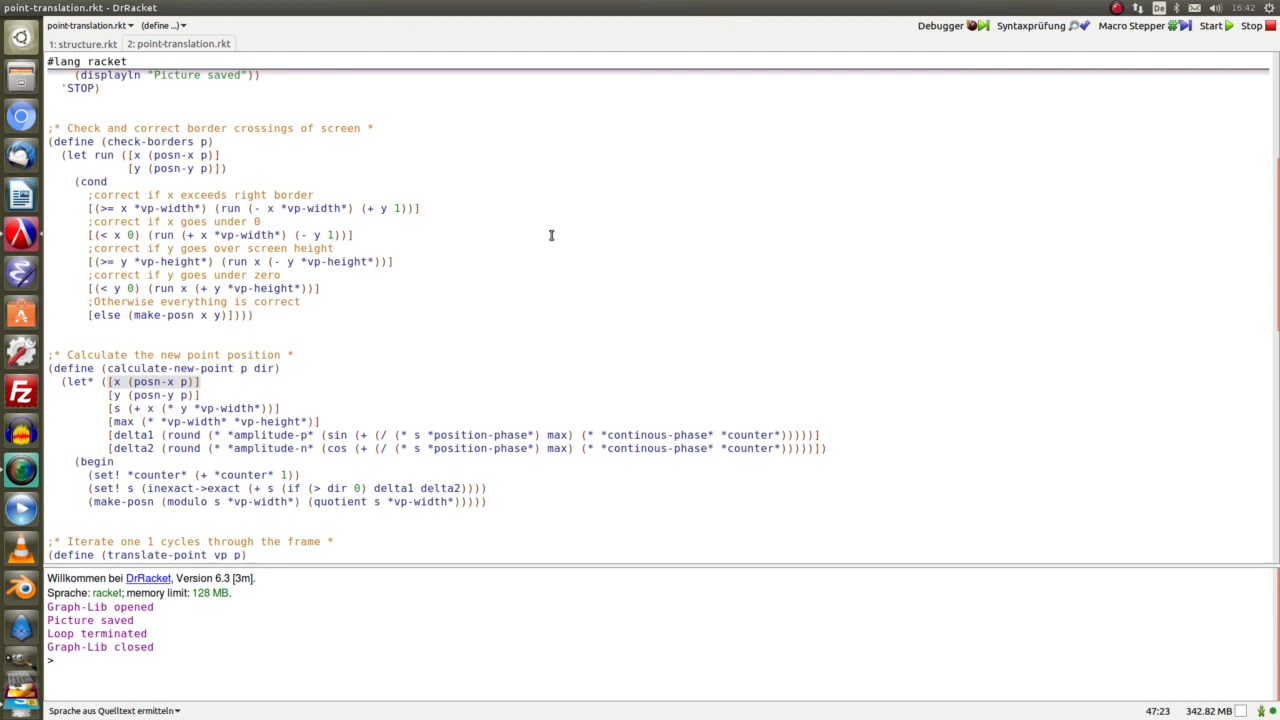 point-translation.rkt - DrRacket
De 16:42
point-translation.rkt▾ (define ...)▾
Debugger Syntaxprüfung Macro Stepper Start Stop
1: structure.rkt 2: point-translation.rkt
#lang racket
(displayln "Picture saved"))
'STOP)
;* Check and correct border crossings of screen *
(define (check-borders p)
(let run ([x (posn-x p)]
[y (posn-y p)])
(cond
;correct if x exceeds right border
[(>= x *vp-width*) (run (- x *vp-width*) (+ y 1))]
;correct if x goes under 0
[(< x 0) (run (+ x *vp-width*) (- y 1))]
;correct if y goes over screen height
[(>= y *vp-height*) (run x (- y *vp-height*))]
;correct if y goes under zero
[(< y 0) (run x (+ y *vp-height*))]
;Otherwise everything is correct
[else (make-posn x y)])))
;* Calculate the new point position *
(define (calculate-new-point p dir)
(let* ([x (posn-x p)]
[y (posn-y p)]
[s (+ x (* y *vp-width*))]
[max (* *vp-width* *vp-height*)]
[delta1 (round (* *amplitude-p* (sin (+ (/ (* s *position-phase*) max) (* *continous-phase* *counter*)))))]
[delta2 (round (* *amplitude-n* (cos (+ (/ (* s *position-phase*) max) (* *continous-phase* *counter*)))))])
(begin
(set! *counter* (+ *counter* 1))
(set! s (inexact->exact (+ s (if (> dir 0) delta1 delta2))))
(make-posn (modulo s *vp-width*) (quotient s *vp-width*)))))
;* Iterate one 1 cycles through the frame *
(define (translate-point vp p)
Willkommen bei DrRacket, Version 6.3 [3m].
Sprache: racket; memory limit: 128 MB.
Graph-Lib opened
Picture saved
Loop terminated
Graph-Lib closed
>
Sprache aus Quelltext ermitteln▾ 47:23 342.82 MB